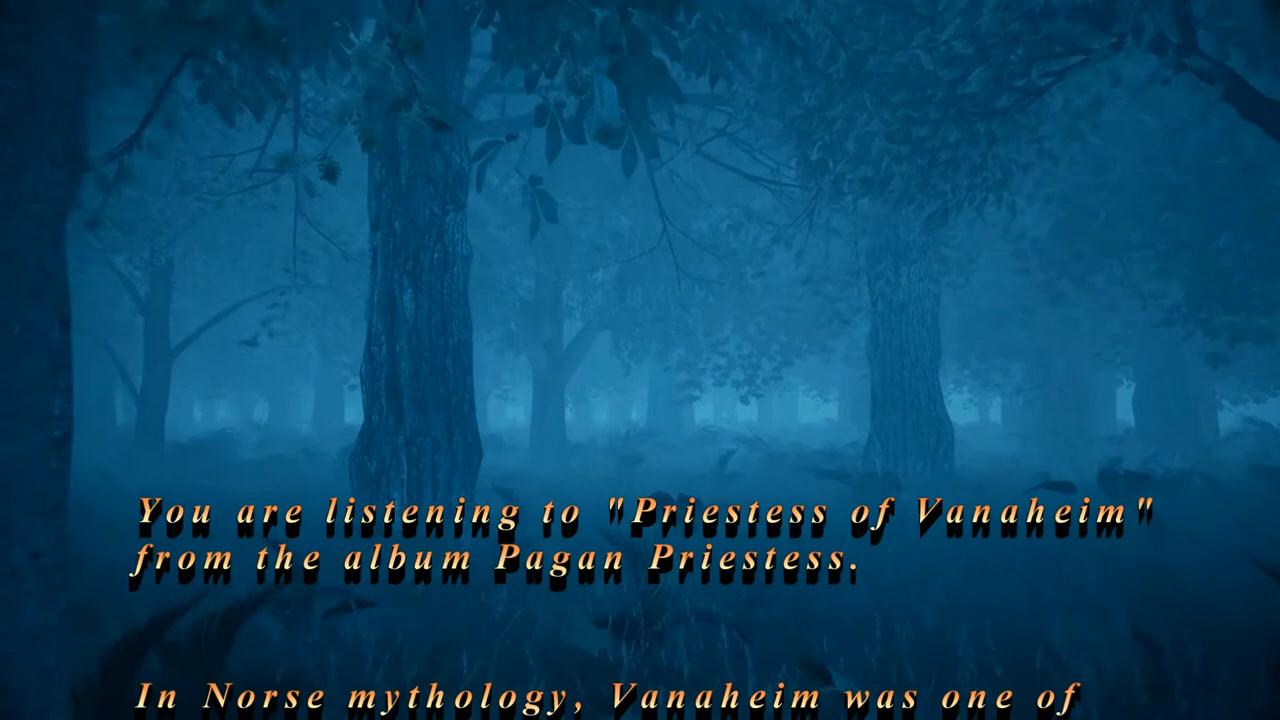 You are listening to "Priestess of Vanaheim"
from the album Pagan Priestess.
In Norse mythology, Vanaheim was one of